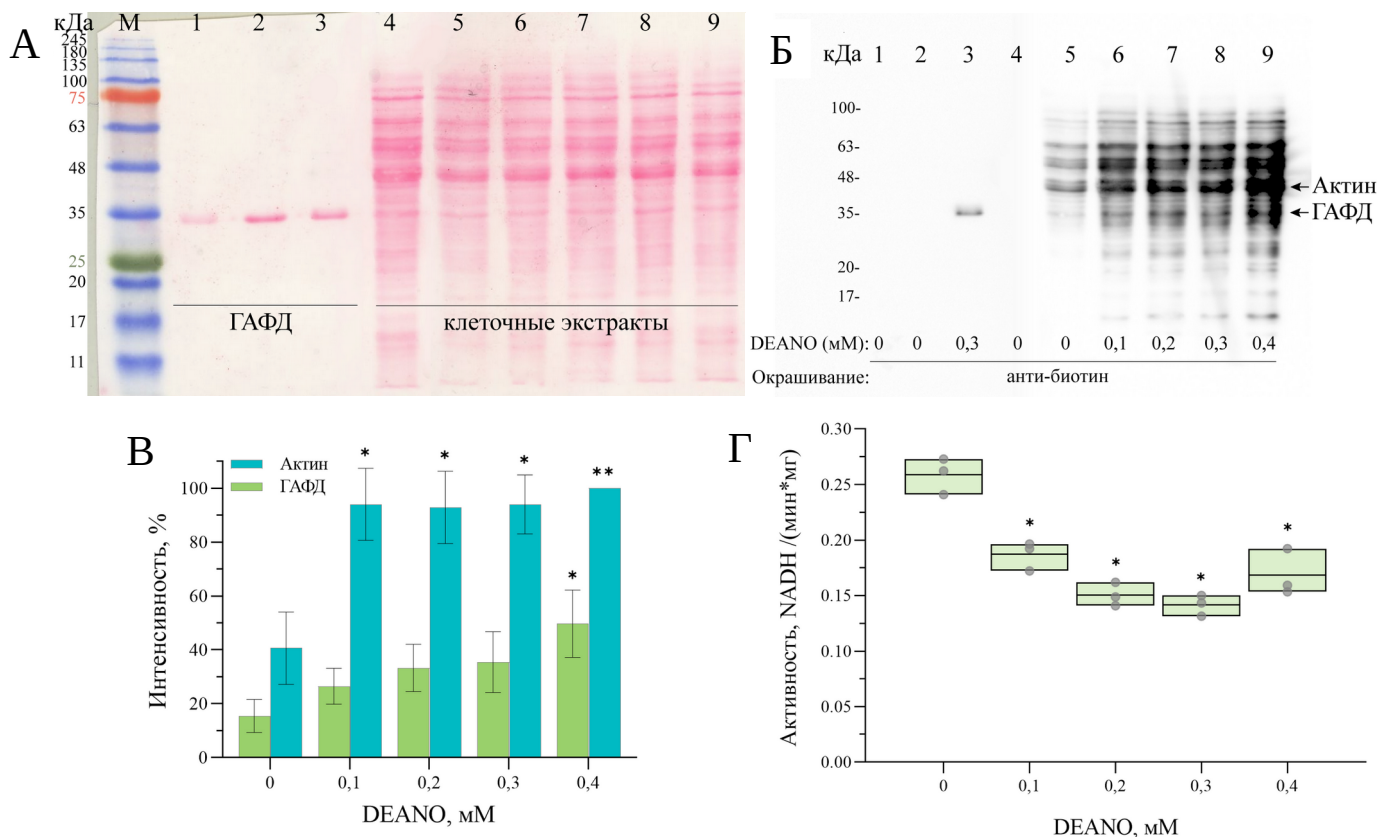 А
кДа М 1 2 3 4 5 6 7 8 9
245
180
135
100
75
63
48
35
25
20
17
11
ГАФД
клеточные экстракты
Б
кДа 1 2 3 4 5 6 7 8 9
100-
63-
48-
35-
20-
17-
Актин
ГАФД
DEANO (мМ): 0 0 0,3 0 0 0,1 0,2 0,3 0,4
Окрашивание: анти-биотин
В
Актин
ГАФД
* * * ** *
Интенсивность, %
100
80
60
40
20
0
0 0,1 0,2 0,3 0,4
DEANO, мМ
Г
Активность, NADH /(мин*мг)
0.30
0.25
0.20
0.15
0.10
0.05
0.00
* * * *
0 0,1 0,2 0,3 0,4
DEANO, мМ